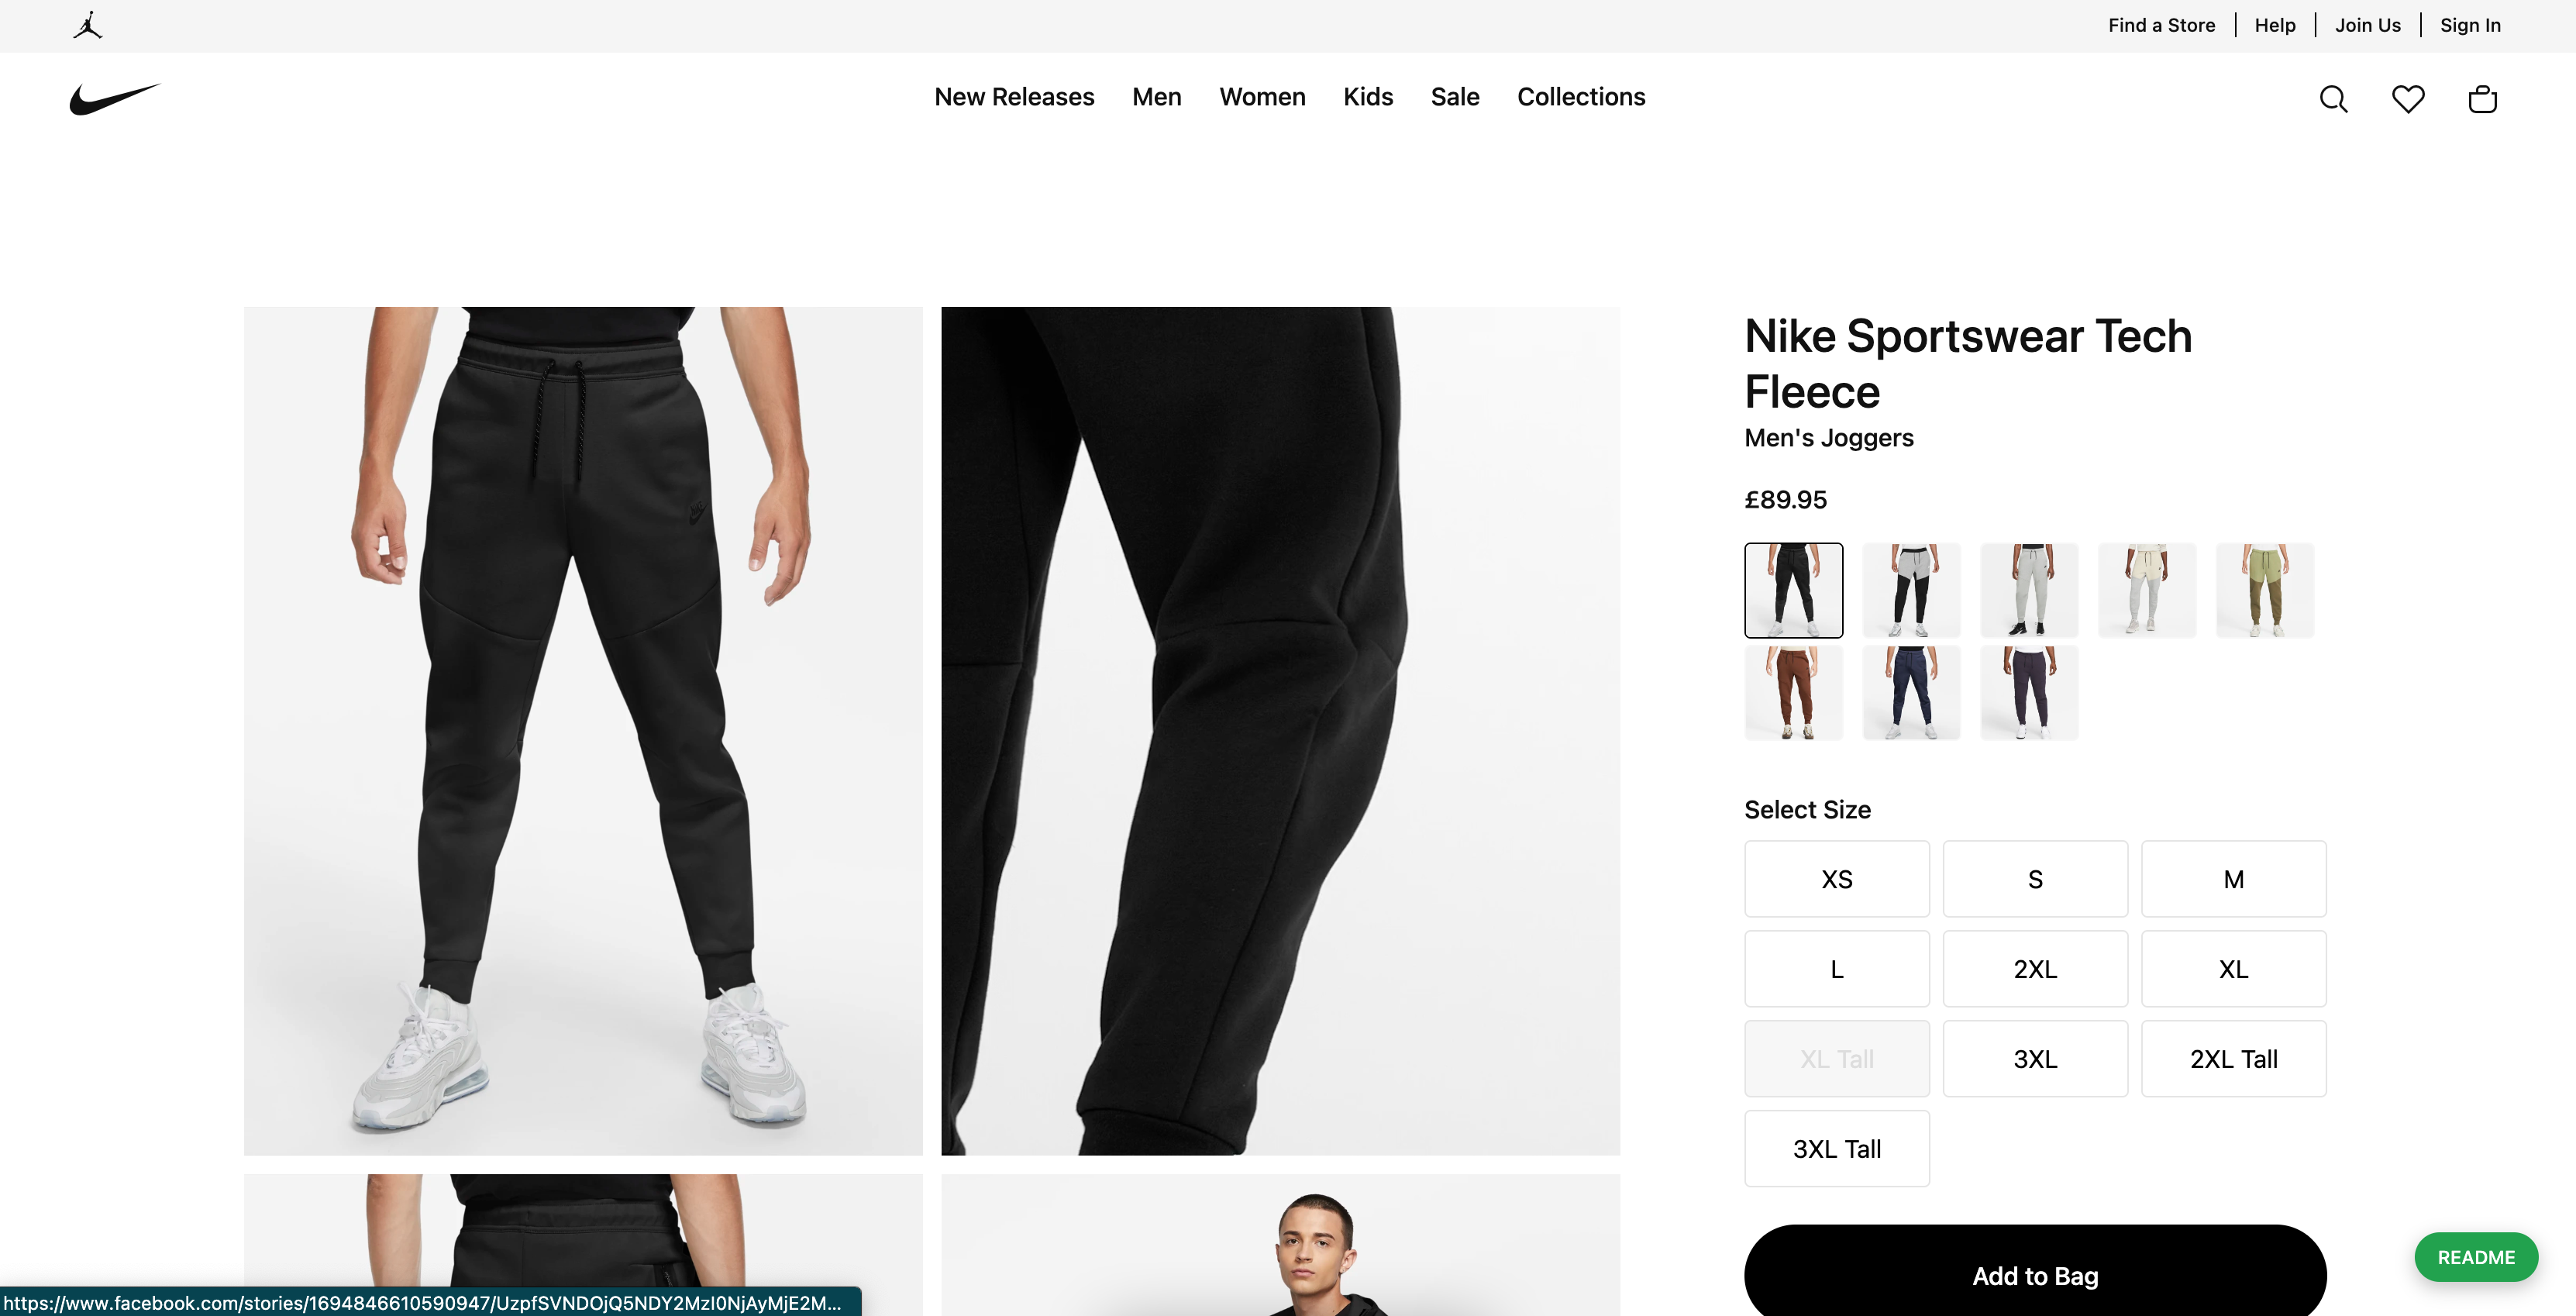 Find a Store
Help
Join Us
Sign In
New Releases
Men
Women
Kids
Sale
Collections
Nike Sportswear Tech
Fleece
Men's Joggers
£89.95
Select Size
XS
S
M
L
2XL
XL
XL Tall
3XL
2XL Tall
3XL Tall
Add to Bag
README
https://www.facebook.com/stories/1694846610590947/UzpfSVNDOjQ5NDY2MzI0NjAyMjE2M...